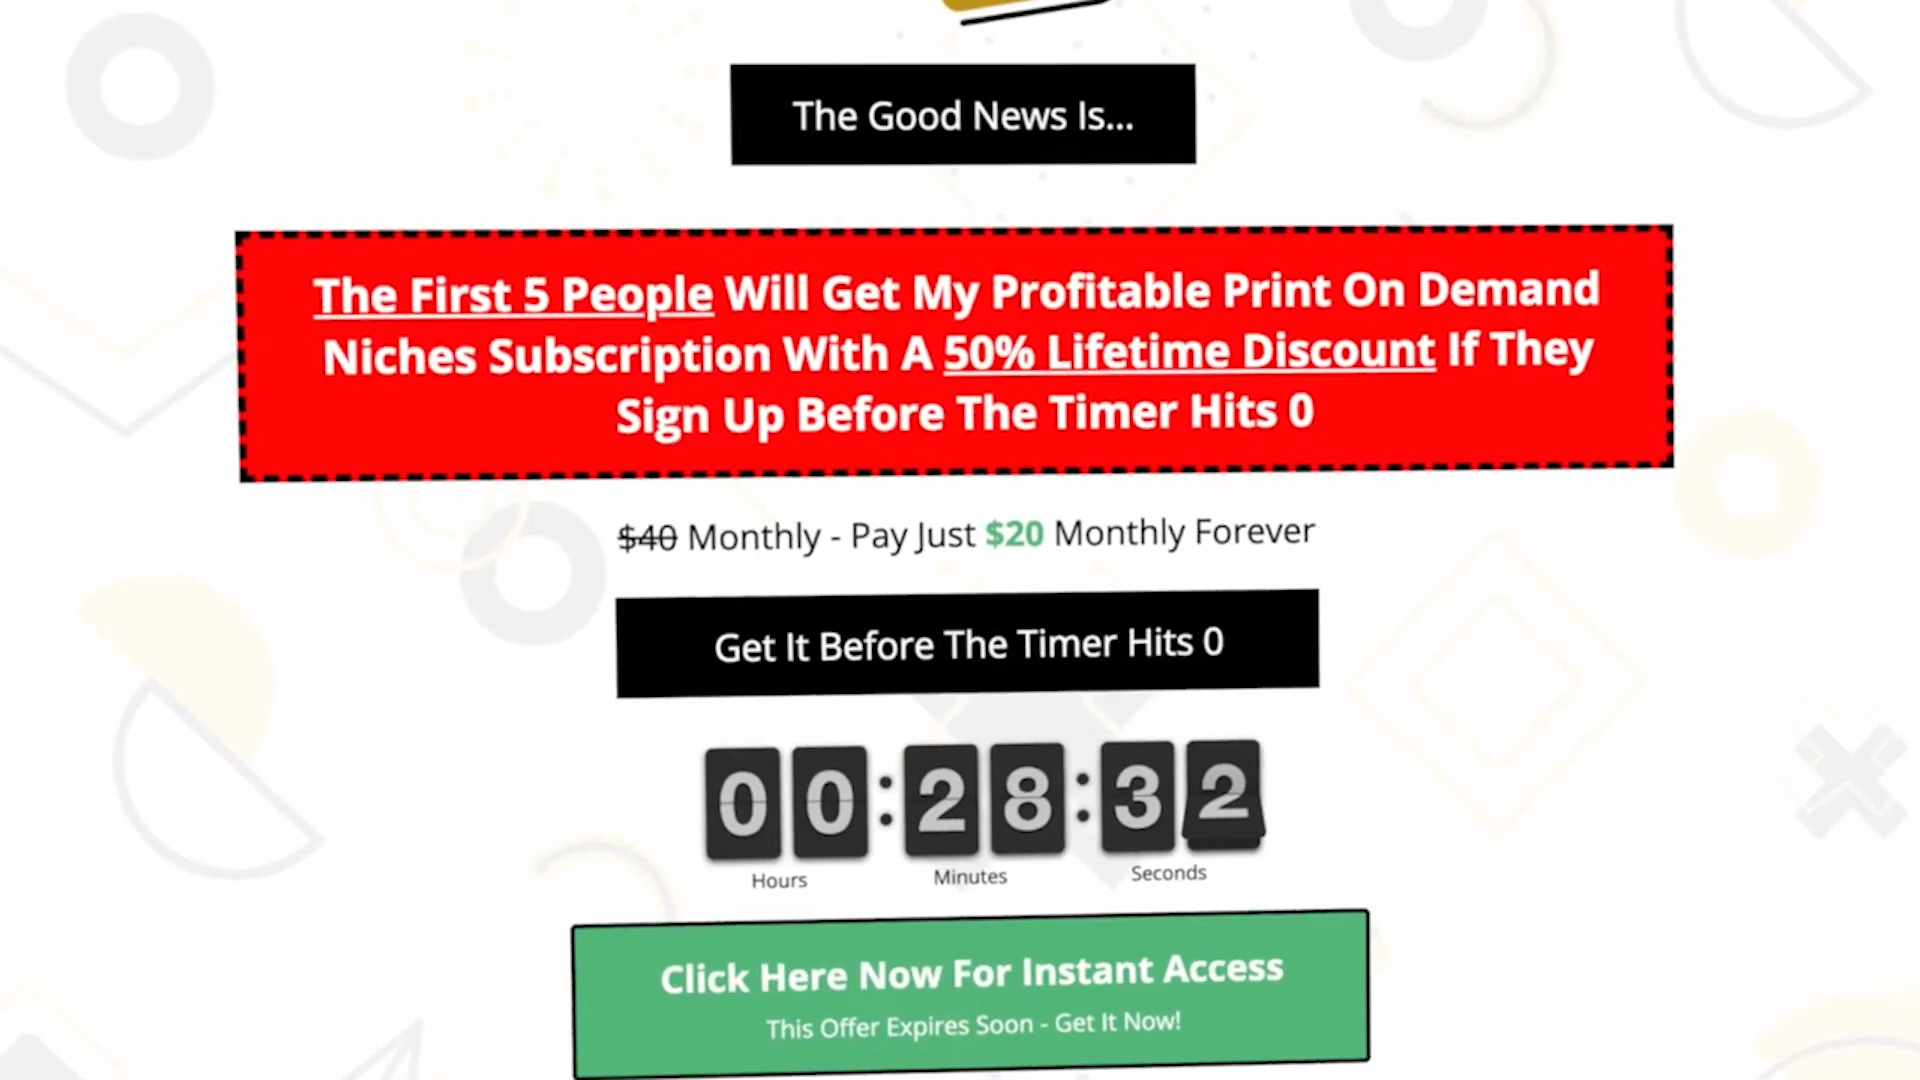 The Good News Is...
The First 5 People Will Get My Profitable Print On Demand
Niches Subscription With A 50% Lifetime Discount If They
Sign Up Before The Timer Hits 0
$40 Monthly - Pay Just $20 Monthly Forever
Get It Before The Timer Hits 0
00:28:32
Hours Minutes Seconds
Click Here Now For Instant Access
This Offer Expires Soon - Get It Now!